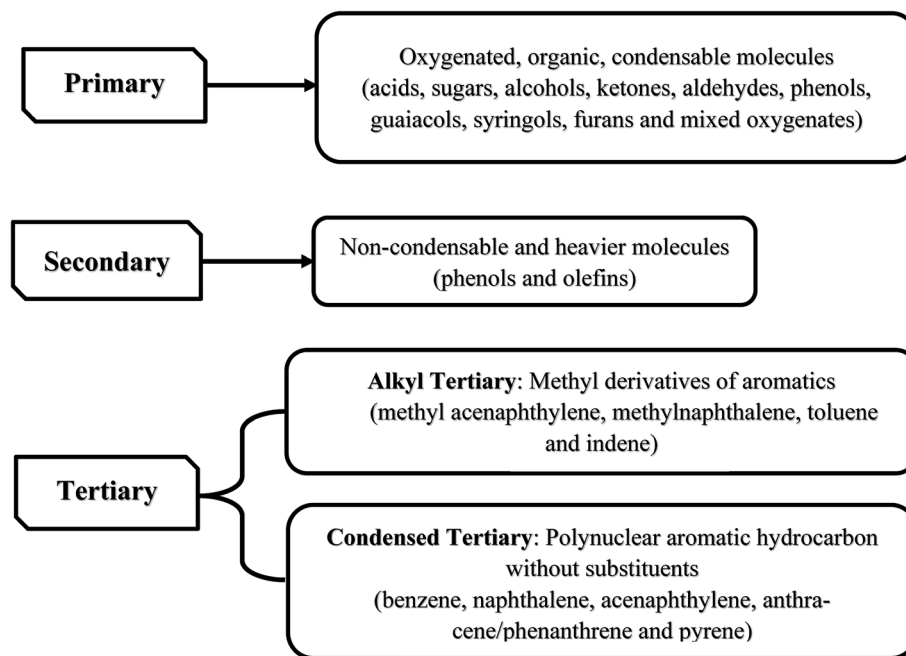 Primary
Oxygenated, organic, condensable molecules
(acids, sugars, alcohols, ketones, aldehydes, phenols,
guaiacols, syringols, furans and mixed oxygenates)
Secondary
Non-condensable and heavier molecules
(phenols and olefins)
Tertiary
Alkyl Tertiary: Methyl derivatives of aromatics
(methyl acenaphthylene, methylnaphthalene, toluene
and indene)
Condensed Tertiary: Polynuclear aromatic hydrocarbon
without substituents
(benzene, naphthalene, acenaphthylene, anthra-
cene/phenanthrene and pyrene)